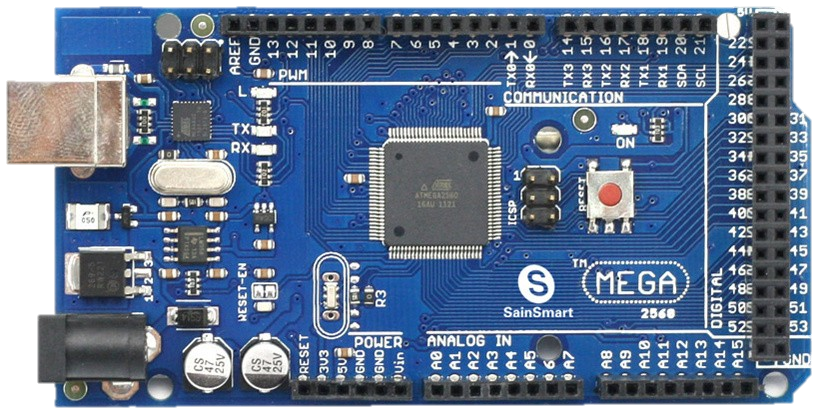 AREF
GND
13
12
11
10
9
8
7
6
5
4
3
2
TX0→1
RX0←0
TX3 14
RX3 15
TX2 16
RX2 17
TX1 18
RX1 19
SDA 20
SCL 21
PWM
COMMUNICATION
L
TX
RX
ON
RESET
1
ICSP
ATMEL
ATMEGA2560
16AU 1121
5V
22
24
26
28
30 31
32 33
34 35
36 37
38 39
40 41
42 43
44 45
46 47
48 49
50 51
52 53
GND
DIGITAL
RESET-EN
R3
S
SainSmart
TM
MEGA
2560
CS
47
25V
CS
47
25V
POWER
RESET
3V3
5V
GND
GND
Vin
ANALOG IN
A0
A1
A2
A3
A4
A5
6
A7
A8
A9
A10
A11
A12
A13
A14
A15